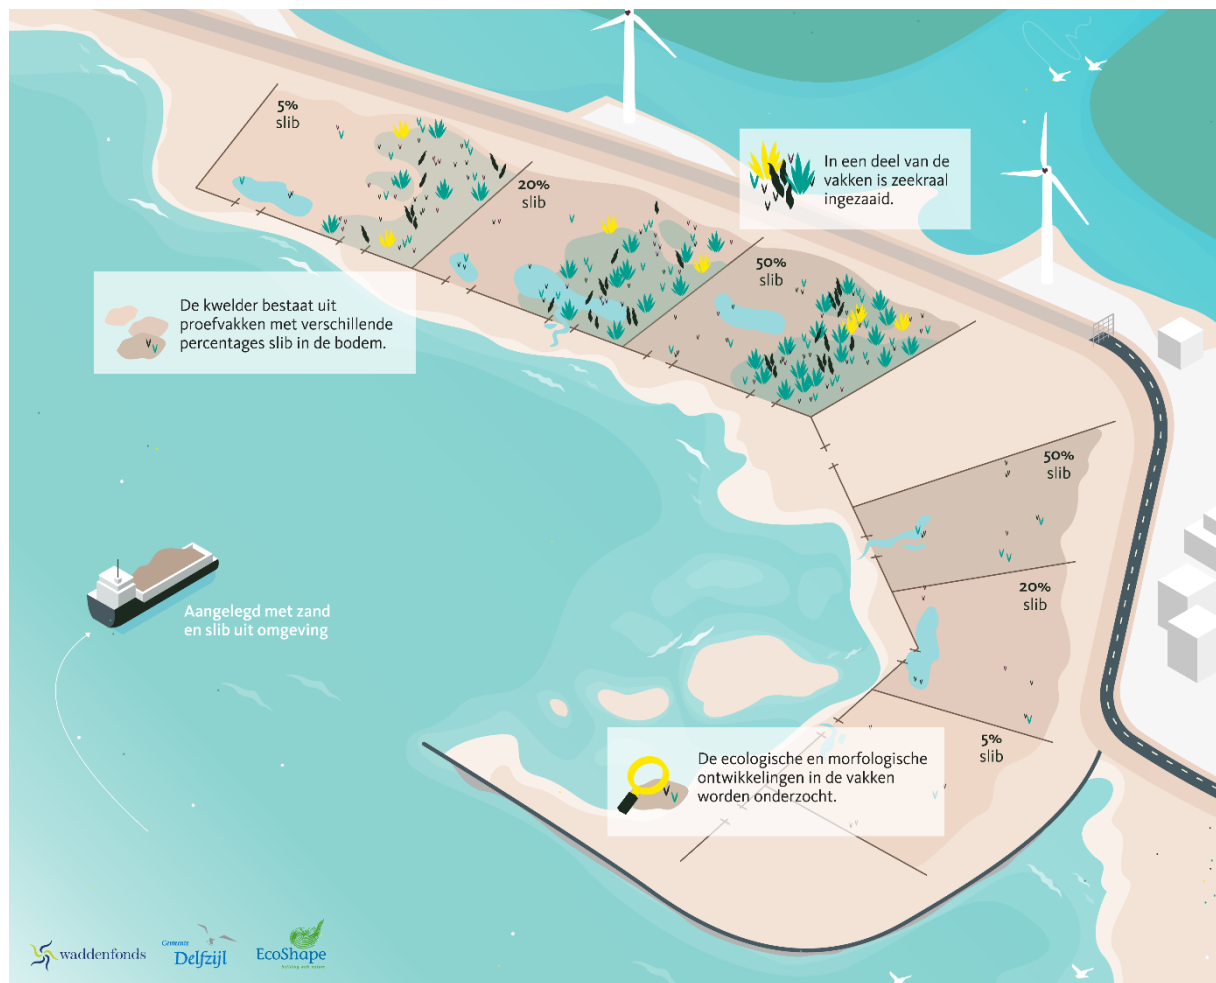 5%
slib
20%
slib
In een deel van de
vakken is zeekraal
ingezaaid.
50%
slib
De kwelder bestaat uit
proefvakken met verschillende
percentages slib in de bodem.
50%
slib
20%
slib
Aangelegd met zand
en slib uit omgeving
5%
slib
De ecologische en morfologische
ontwikkelingen in de vakken
worden onderzocht.
waddenfonds
Gemeente
Delfzijl
EcoShape